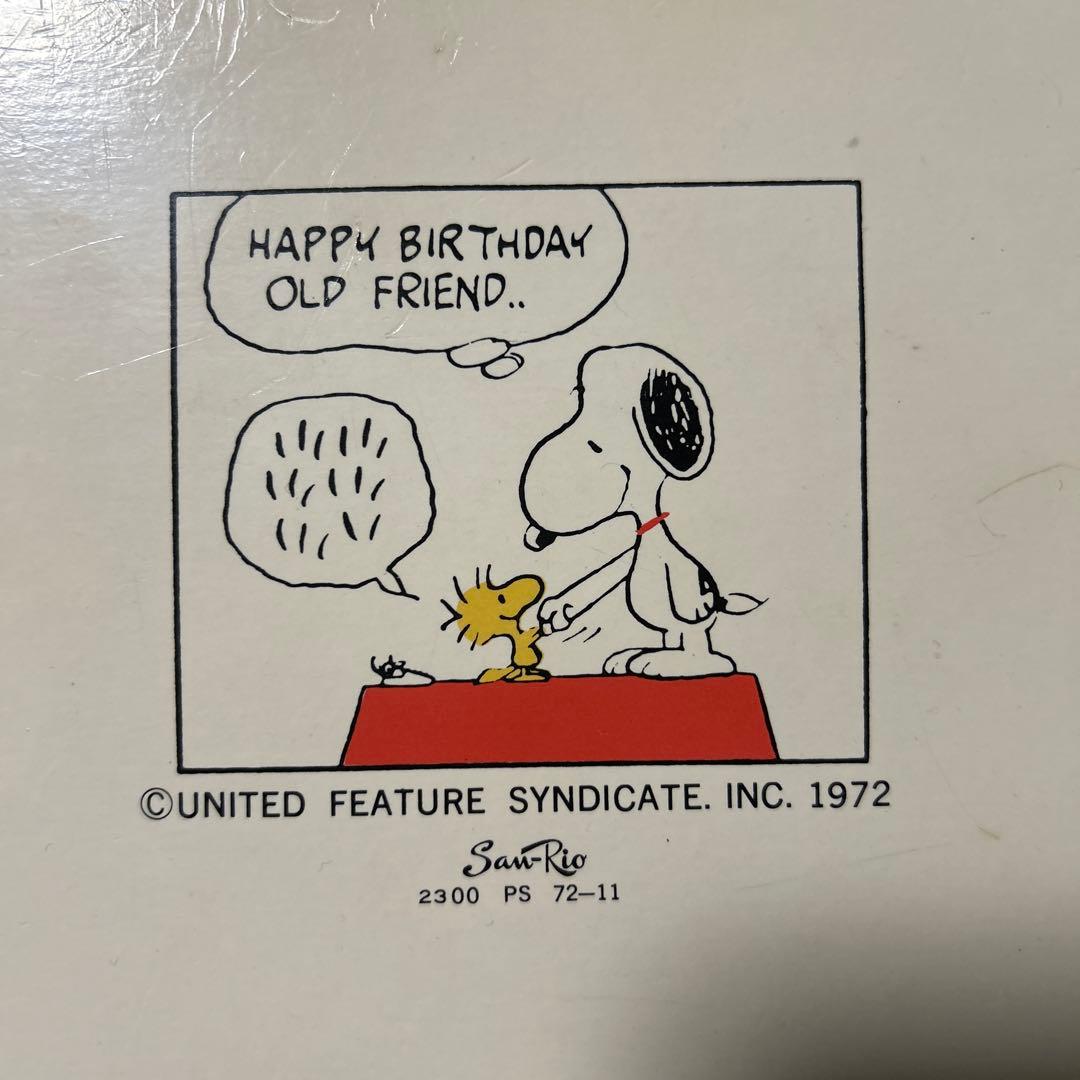 HAPPY BIRTHDAY
OLD FRIEND..
©UNITED FEATURE SYNDICATE. INC. 1972
San-Rio
2300 PS 72-11